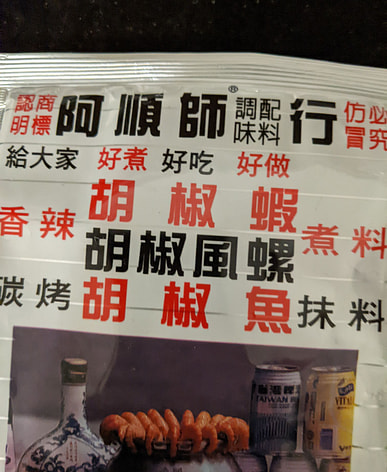 認明商標 阿順師® 調味配料 行 仿冒必究
給大家 好煮 好吃 好做
胡椒蝦
香辣 煮料
胡椒風螺
碳烤 胡椒魚 抹料
TAIWAN